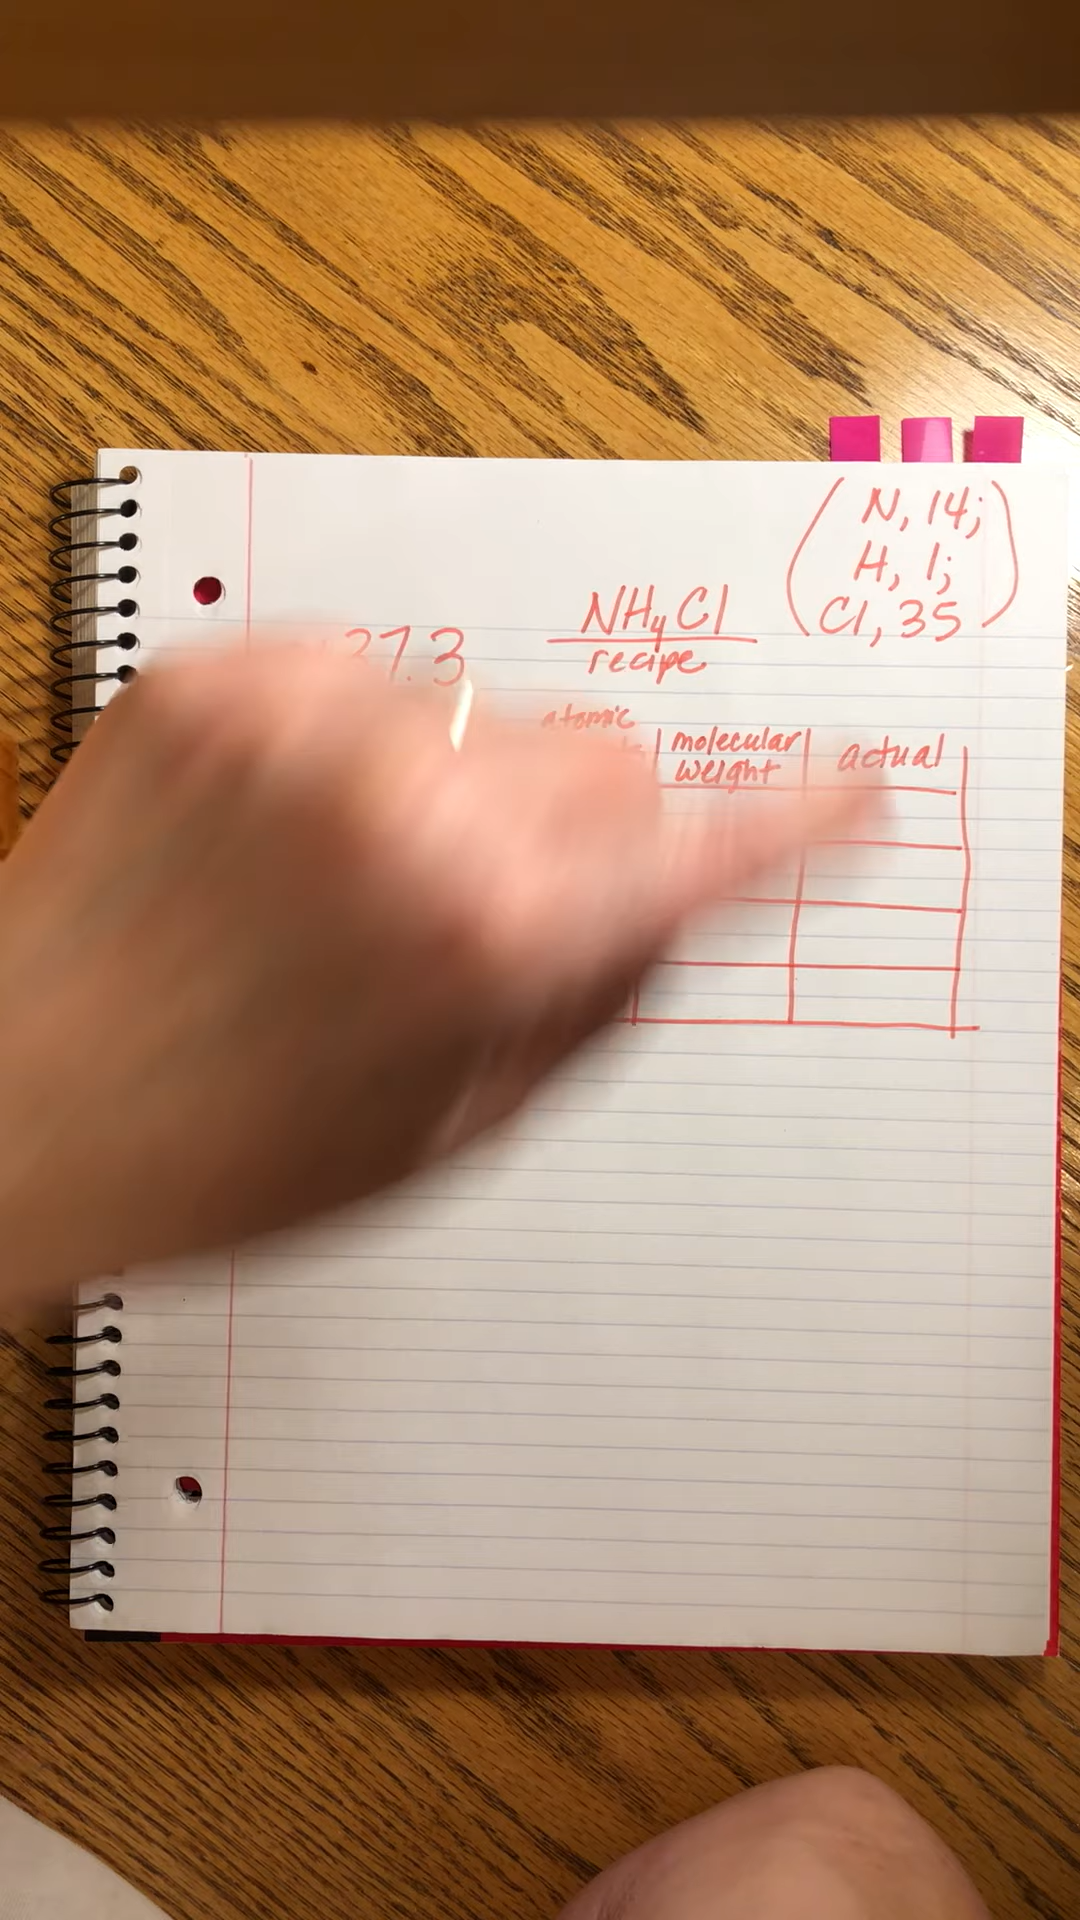 (N, 14;
H, 1;
Cl, 35)
NH4Cl
recipe
37.3
atomic
molecular
weight
actual